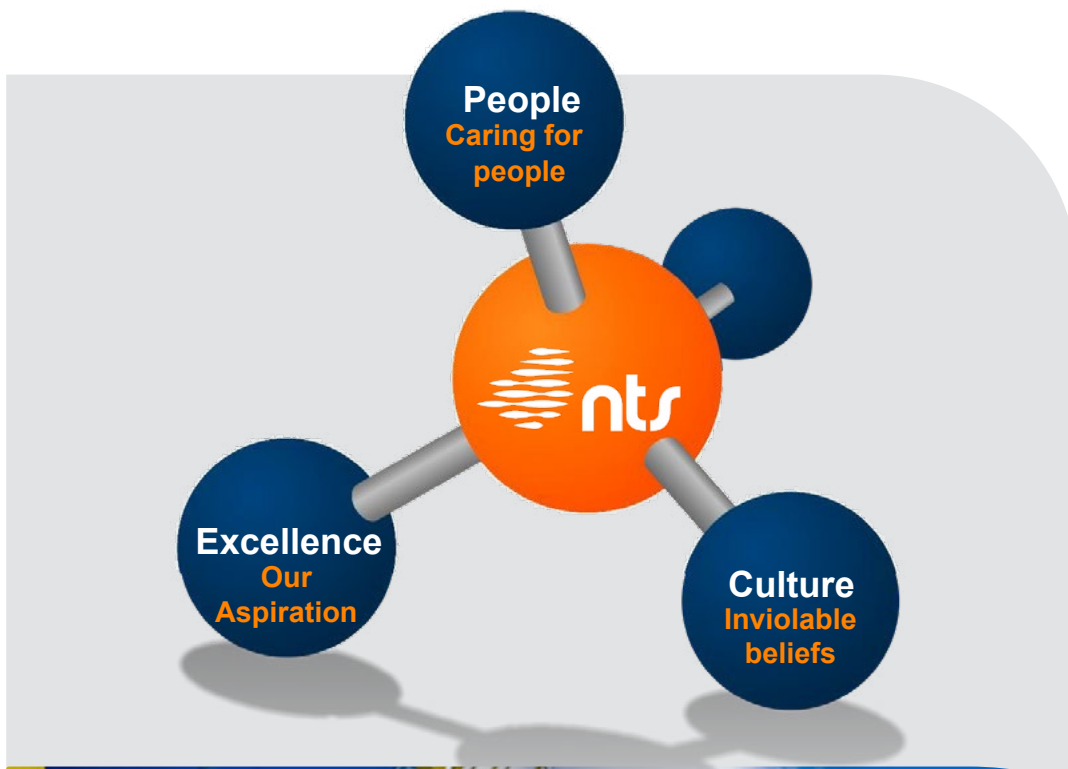 People
Caring for
people
nts
Excellence
Our
Aspiration
Culture
Inviolable
beliefs